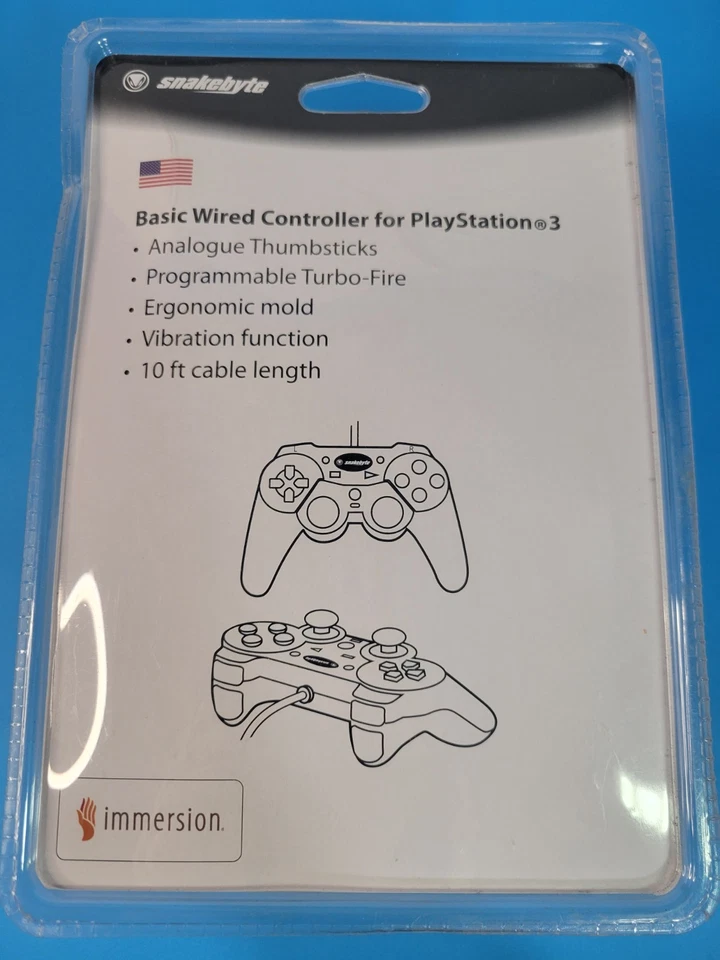 snakebyte
Basic Wired Controller for PlayStation®3
• Analogue Thumbsticks
• Programmable Turbo-Fire
• Ergonomic mold
• Vibration function
• 10 ft cable length
L
R
snakebyte
immersion.